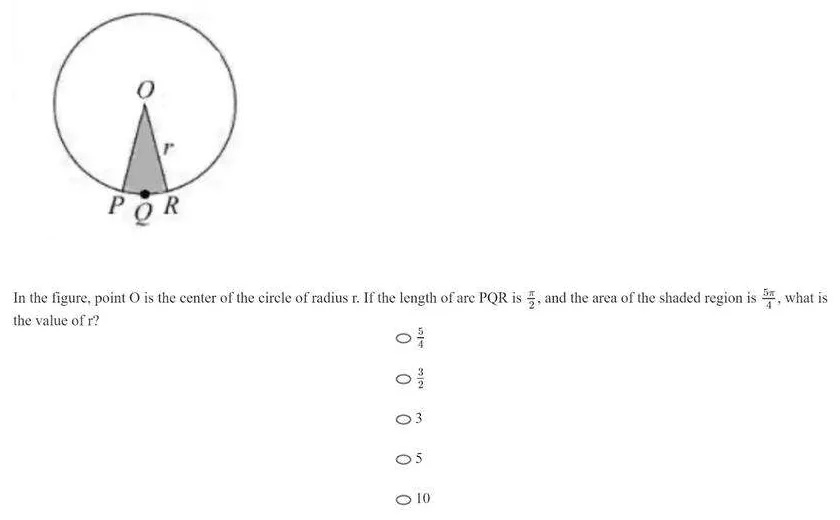 O
r
P Q R
In the figure, point O is the center of the circle of radius r. If the length of arc PQR is π/2, and the area of the shaded region is 5π/4, what is
the value of r?
5/4
3/2
3
5
10